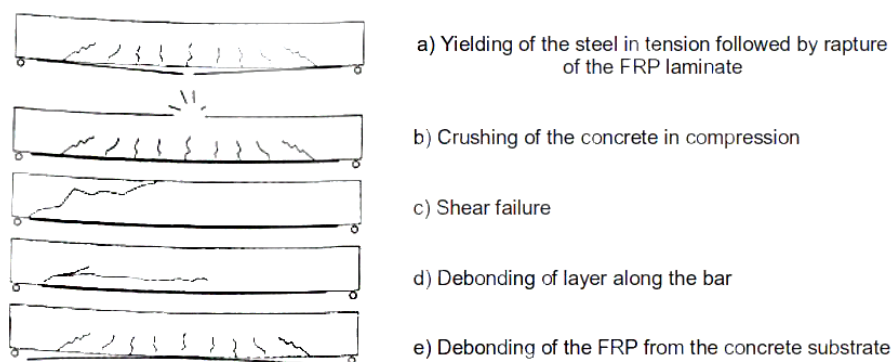 a) Yielding of the steel in tension followed by rapture
of the FRP laminate
b) Crushing of the concrete in compression
c) Shear failure
d) Debonding of layer along the bar
e) Debonding of the FRP from the concrete substrate